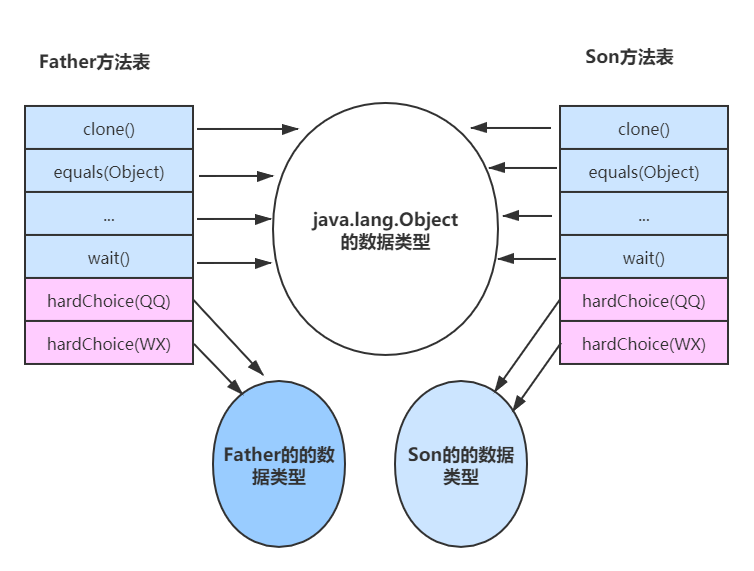 Father方法表
Son方法表
clone()
equals(Object)
...
wait()
hardChoice(QQ)
hardChoice(WX)
java.lang.Object
的数据类型
clone()
equals(Object)
...
wait()
hardChoice(QQ)
hardChoice(WX)
Father的的数
据类型
Son的的数据
类型